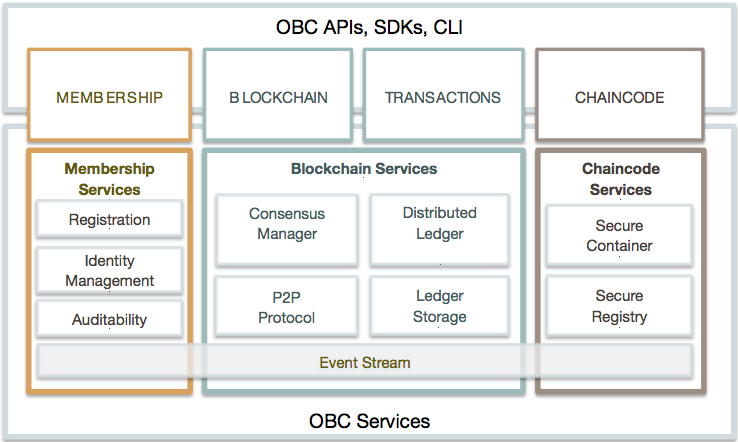 OBC APIs, SDKs, CLI
MEMBERSHIP
BLOCKCHAIN
TRANSACTIONS
CHAINCODE
Membership
Services
Registration
Identity
Management
Auditability
Blockchain Services
Consensus
Manager
Distributed
Ledger
P2P
Protocol
Ledger
Storage
Chaincode
Services
Secure
Container
Secure
Registry
Event Stream
OBC Services